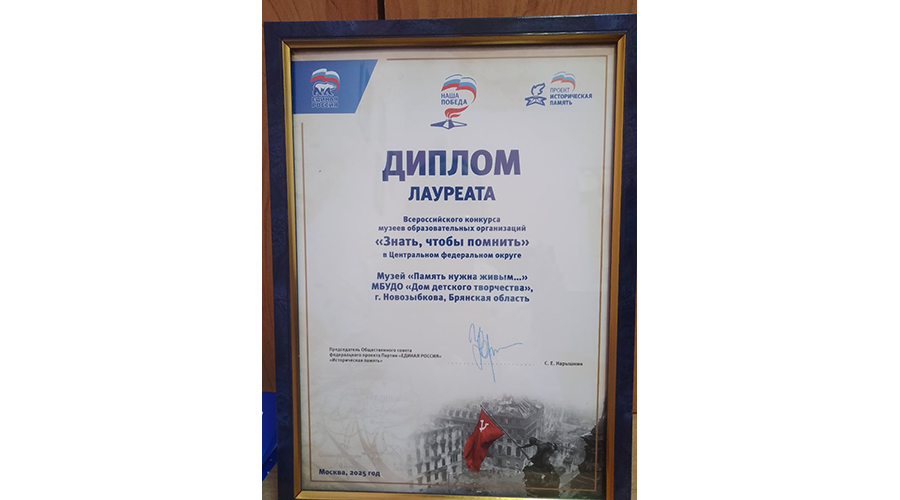 ЕДИНАЯ
РОССИЯ
НАША
ПОБЕДА
ПРОЕКТ
ИСТОРИЧЕСКАЯ
ПАМЯТЬ
ДИПЛОМ
ЛАУРЕАТА
Всероссийского конкурса
музеев образовательных организаций
«Знать, чтобы помнить»
в Центральном федеральном округе
Музей «Память нужна живым...»
МБУДО «Дом детского творчества»,
г. Новозыбкова, Брянская область
Председатель Общественного совета
федерального проекта Партии «ЕДИНАЯ РОССИЯ»
«Историческая память»
С. Е. Нарышкин
Москва, 2025 год